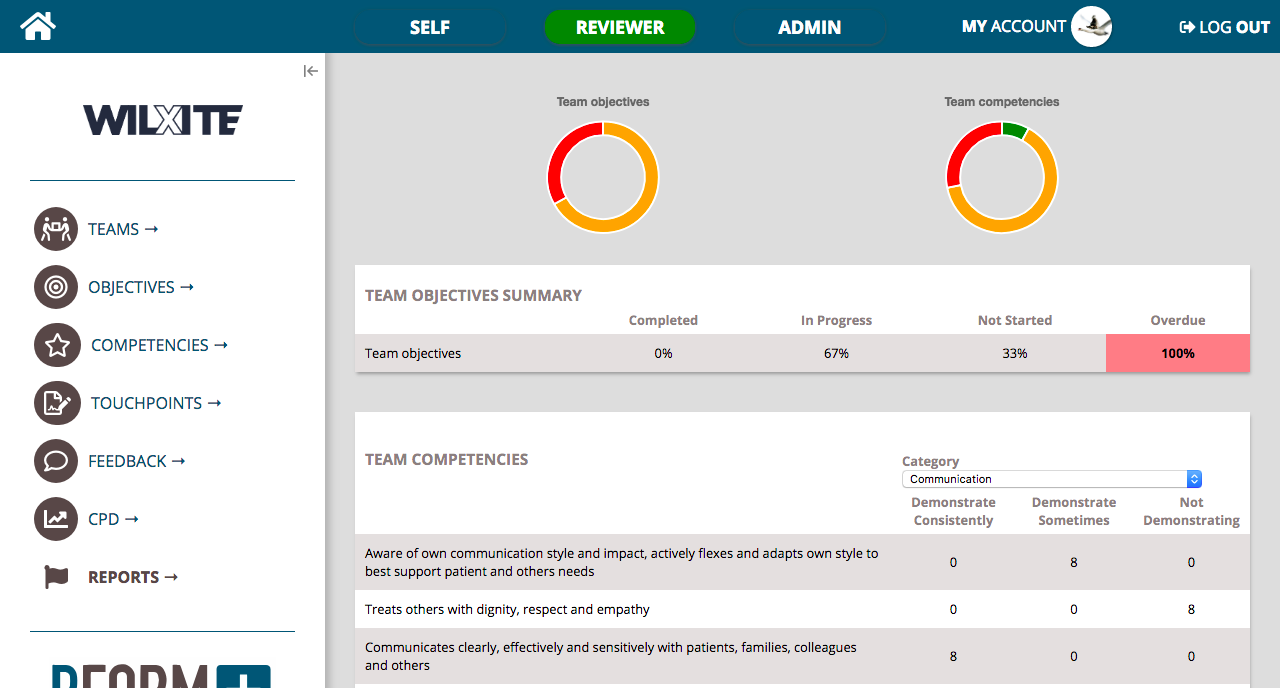 SELF
REVIEWER
ADMIN
MY ACCOUNT
LOG OUT
WILXITE
TEAMS →
OBJECTIVES →
COMPETENCIES →
TOUCHPOINTS →
FEEDBACK →
CPD →
REPORTS →
Team objectives
Team competencies
TEAM OBJECTIVES SUMMARY
Completed In Progress Not Started Overdue
Team objectives 0% 67% 33% 100%
TEAM COMPETENCIES
Category
Communication
Demonstrate Demonstrate Not
Consistently Sometimes Demonstrating
Aware of own communication style and impact, actively flexes and adapts own style to
best support patient and others needs
0 8 0
Treats others with dignity, respect and empathy 0 0 8
Communicates clearly, effectively and sensitively with patients, families, colleagues
and others
8 0 0